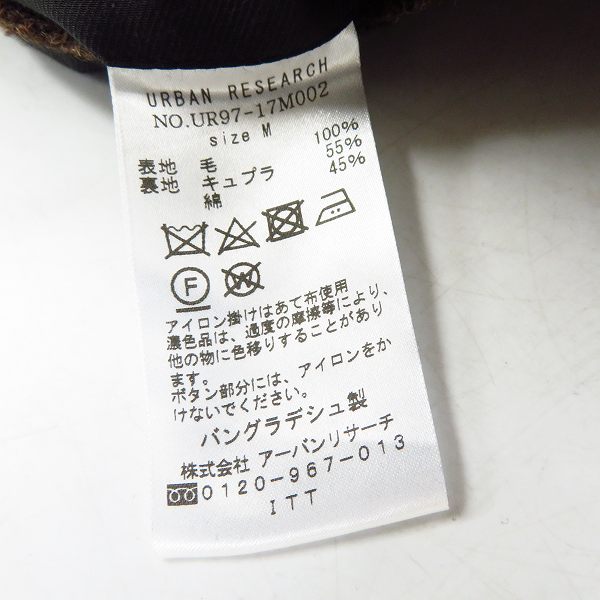 URBAN RESEARCH
NO.UR97-17M002
size M
表地 毛 100%
裏地 キュプラ 55%
綿 45%
F W
アイロン掛けはあて布使用
濃色品は、過度の摩擦等により、
他の物に色移りすることがあり
ます。
ボタン部分には、アイロンをか
けないでください。
バングラデシュ製
株式会社 アーバンリサーチ
0120-967-013
ITT